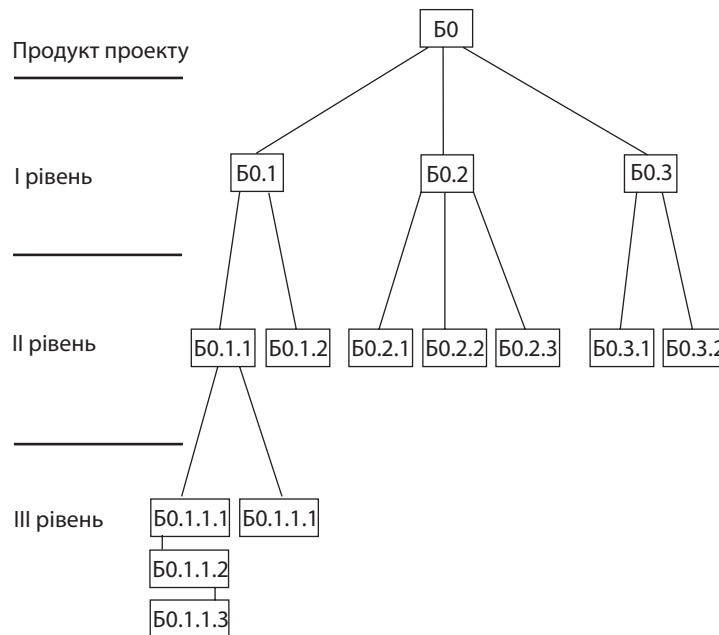 Б0
Продукт проекту
І рівень
Б0.1
Б0.2
Б0.3
ІІ рівень
Б0.1.1
Б0.1.2
Б0.2.1
Б0.2.2
Б0.2.3
Б0.3.1
Б0.3.2
ІІІ рівень
Б0.1.1.1
Б0.1.1.1
Б0.1.1.2
Б0.1.1.3